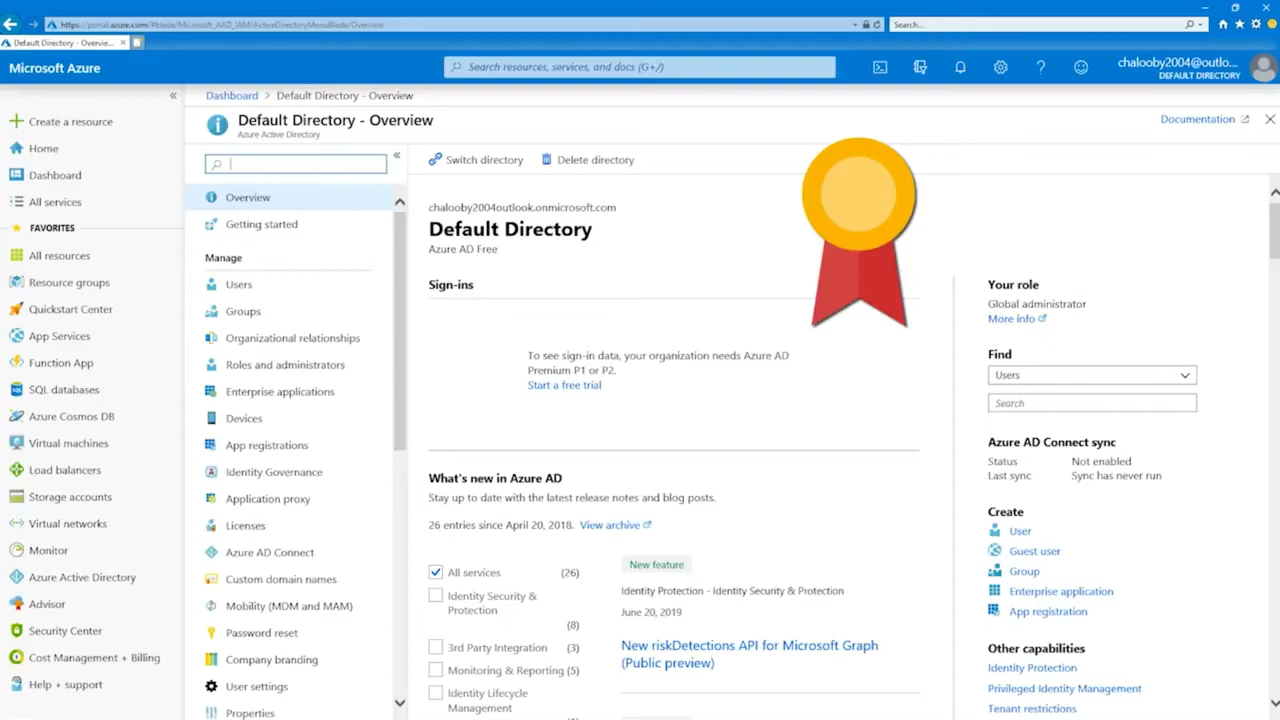 https://portal.azure.com/#blade/Microsoft_AAD_IAM/ActiveDirectoryMenuBlade/Overview
Search...
Default Directory - Overvie...
Microsoft Azure
Search resources, services, and docs (G+/)
chalooby2004@outlo...
DEFAULT DIRECTORY
Dashboard > Default Directory - Overview
Default Directory - Overview
Azure Active Directory
Documentation
Create a resource
Home
Dashboard
All services
FAVORITES
All resources
Resource groups
Quickstart Center
App Services
Function App
SQL databases
Azure Cosmos DB
Virtual machines
Load balancers
Storage accounts
Virtual networks
Monitor
Azure Active Directory
Advisor
Security Center
Cost Management + Billing
Help + support
Overview
Getting started
Manage
Users
Groups
Organizational relationships
Roles and administrators
Enterprise applications
Devices
App registrations
Identity Governance
Application proxy
Licenses
Azure AD Connect
Custom domain names
Mobility (MDM and MAM)
Password reset
Company branding
User settings
Properties
Switch directory
Delete directory
chalooby2004outlook.onmicrosoft.com
Default Directory
Azure AD Free
Sign-ins
To see sign-in data, your organization needs Azure AD
Premium P1 or P2.
Start a free trial
What's new in Azure AD
Stay up to date with the latest release notes and blog posts.
26 entries since April 20, 2018. View archive
All services (26)
Identity Security &
Protection
(8)
3rd Party Integration (3)
Monitoring & Reporting (5)
Identity Lifecycle
Management
New feature
Identity Protection - Identity Security & Protection
June 20, 2019
New riskDetections API for Microsoft Graph
(Public preview)
Your role
Global administrator
More info
Find
Users
Search
Azure AD Connect sync
Status Not enabled
Last sync Sync has never run
Create
User
Guest user
Group
Enterprise application
App registration
Other capabilities
Identity Protection
Privileged Identity Management
Tenant restrictions